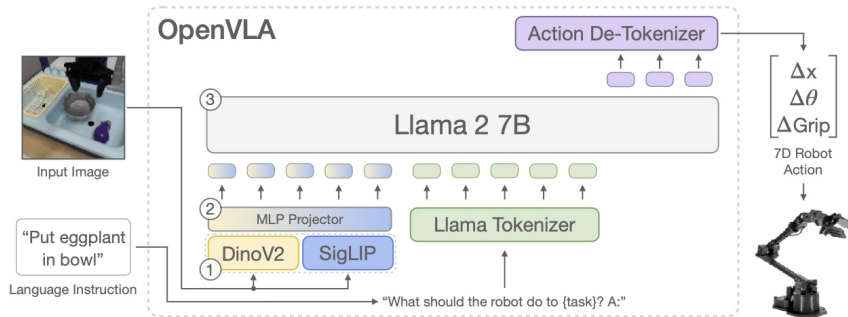 OpenVLA
Action De-Tokenizer
Δx
Δθ
ΔGrip
7D Robot
Action
3
Llama 2 7B
Input Image
2
MLP Projector
Llama Tokenizer
1
DinoV2
SigLIP
“Put eggplant
in bowl”
Language Instruction
“What should the robot do to {task}? A:”